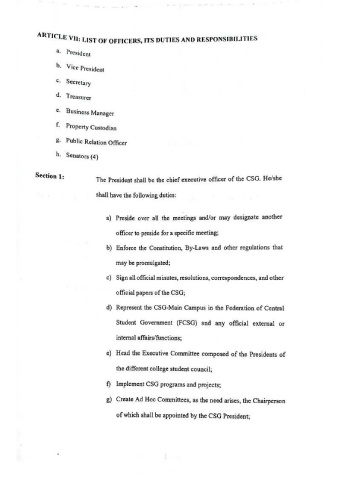 ARTICLE VII: LIST OF OFFICERS, ITS DUTIES AND RESPONSIBILITIES
a. President
b. Vice President
c. Secretary
d. Treasurer
e. Business Manager
f. Property Custodian
g. Public Relation Officer
h. Senators (4)
Section 1:
The President shall be the chief executive officer of the CSG. He/she
shall have the following duties:
a) Preside over all the meetings and/or may designate another
officer to preside for a specific meeting;
b) Enforce the Constitution, By-Laws and other regulations that
may be promulgated;
c) Sign all official minutes, resolutions, correspondences, and other
official papers of the CSG;
d) Represent the CSG-Main Campus in the Federation of Central
Student Government (FCSG) and any official external or
internal affairs/functions;
e) Head the Executive Committee composed of the Presidents of
the different college student council;
f) Implement CSG programs and projects;
g) Create Ad Hoc Committees, as the need arises, the Chairperson
of which shall be appointed by the CSG President;